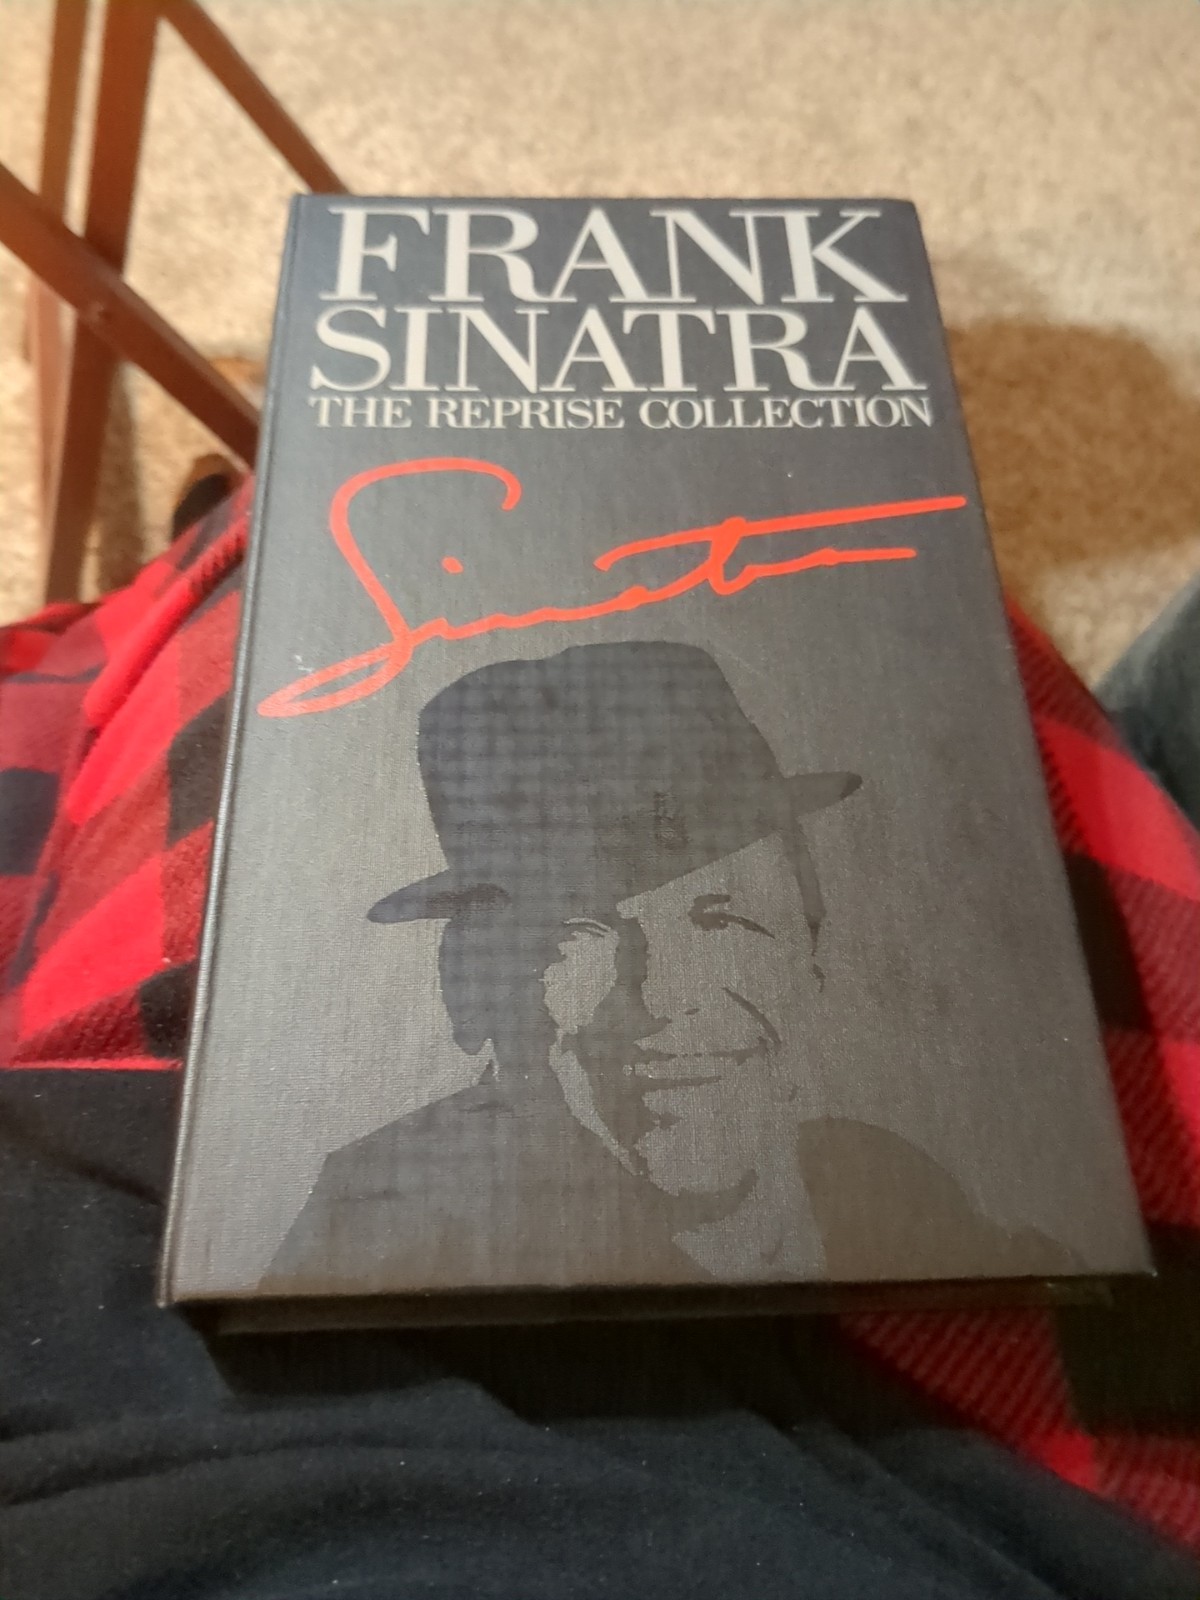 FRANK
SINATRA
THE REPRISE COLLECTION
Sinatra